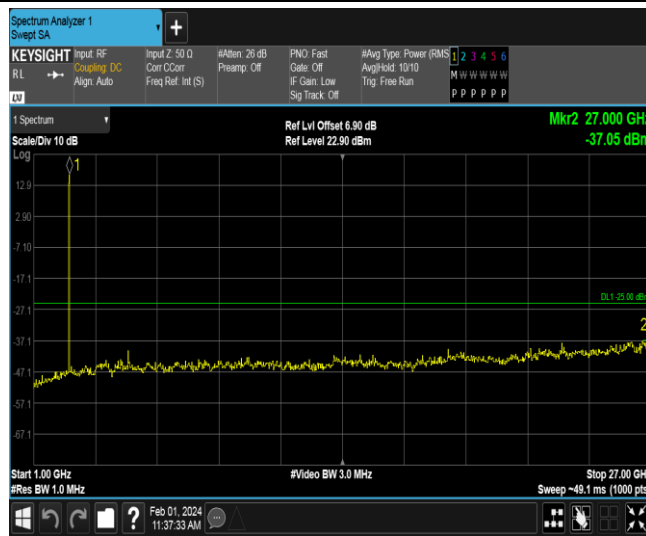 Spectrum Analyzer 1
Swept SA
+
KEYSIGHT
RL
Input: RF
Coupling: DC
Align: Auto
Input Z: 50 Ω
Corr CCorr
Freq Ref: Int (S)
#Atten: 26 dB
Preamp: Off
PNO: Fast
Gate: Off
IF Gain: Low
Sig Track: Off
#Avg Type: Power (RMS
Avg|Hold: 10/10
Trig: Free Run
1 2 3 4 5 6
M W W W W W
P P P P P P
1 Spectrum
Scale/Div 10 dB
Log
Ref Lvl Offset 6.90 dB
Ref Level 22.90 dBm
Mkr2 27.000 GHz
-37.05 dBm
1
12.9
2.90
-7.10
-17.1
DL1 -25.00 dBm
-27.1
2
-37.1
-47.1
-57.1
-67.1
Start 1.00 GHz
#Video BW 3.0 MHz
Stop 27.00 GHz
#Res BW 1.0 MHz
Sweep ~49.1 ms (1000 pts)
?
Feb 01, 2024
11:37:33 AM